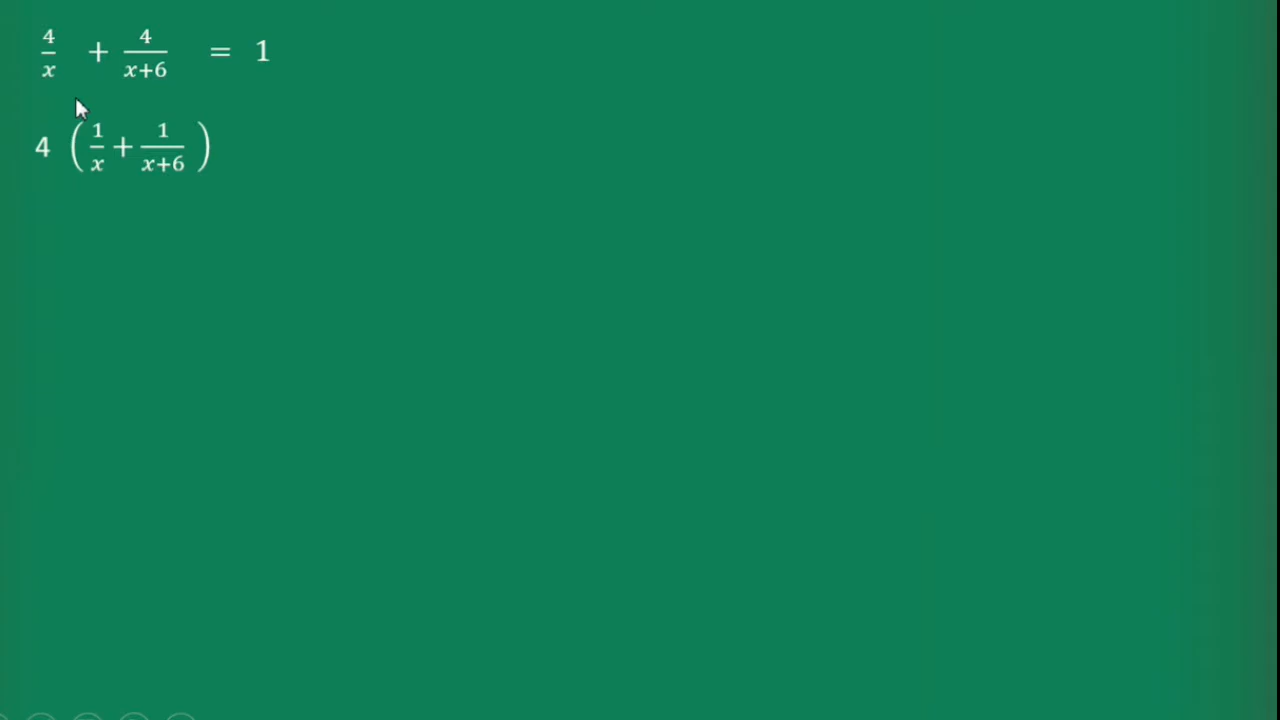 4/x + 4/(x+6) = 1
4 (1/x + 1/(x+6))